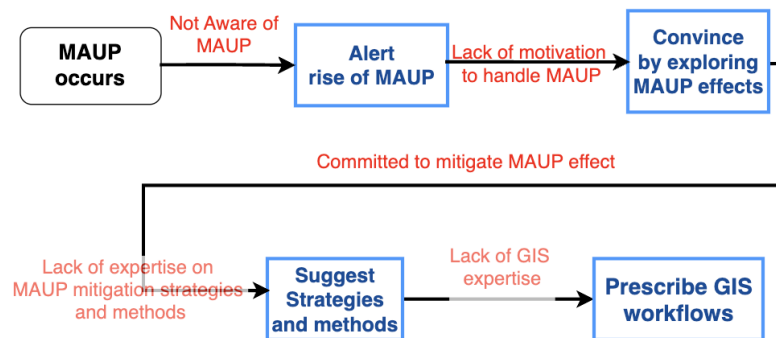 Not Aware of
MAUP
MAUP
occurs
Alert
rise of MAUP
Lack of motivation
to handle MAUP
Convince
by exploring
MAUP effects
Committed to mitigate MAUP effect
Lack of expertise on
MAUP mitigation strategies
and methods
Suggest
Strategies
and methods
Lack of GIS
expertise
Prescribe GIS
workflows